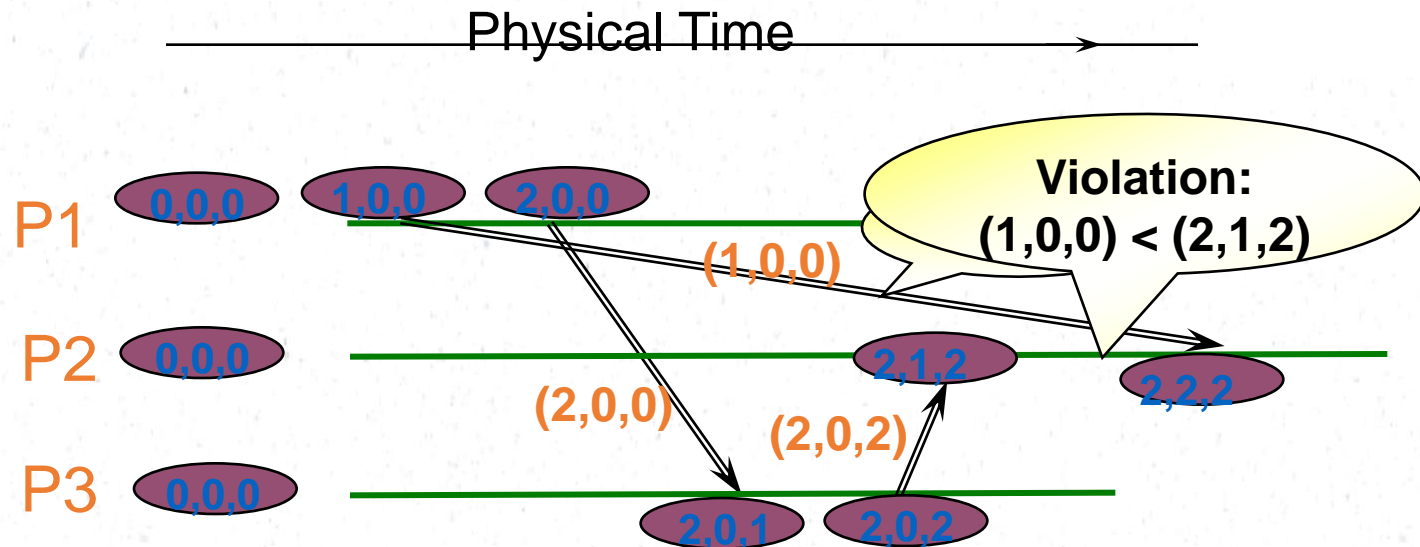 Physical Time
Violation:
(1,0,0) < (2,1,2)
P1
0,0,0
1,0,0
2,0,0
(1,0,0)
P2
0,0,0
2,1,2
2,2,2
(2,0,0)
(2,0,2)
P3
0,0,0
2,0,1
2,0,2